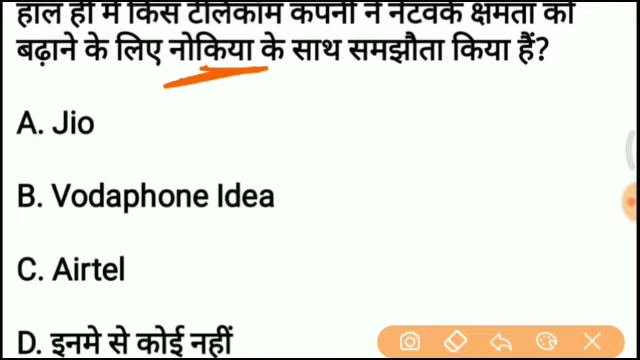 हाल ही में किस टेलिकॉम कंपनी ने नेटवर्क क्षमता को
बढ़ाने के लिए नोकिया के साथ समझौता किया हैं?
A. Jio
B. Vodaphone Idea
C. Airtel
D. इनमे से कोई नहीं